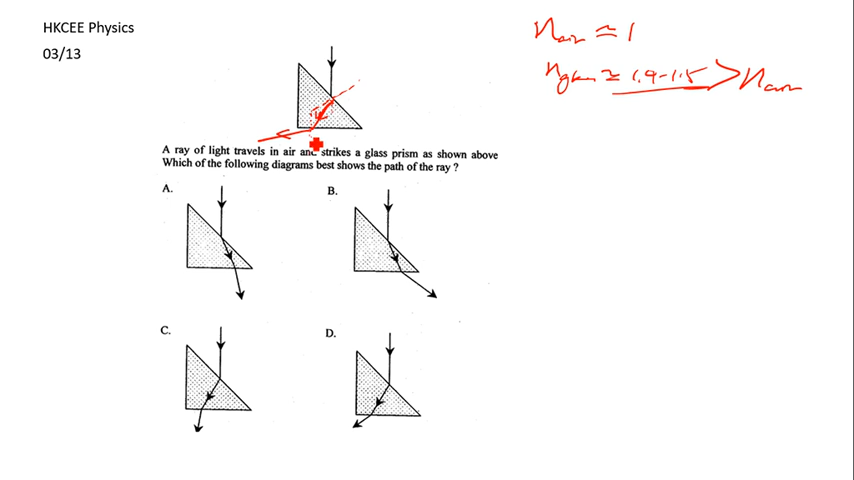 HKCEE Physics
03/13
n air ≈ 1
n glass ≈ 1.4-1.5 > n air
A ray of light travels in air and strikes a glass prism as shown above
Which of the following diagrams best shows the path of the ray ?
A.
B.
C.
D.